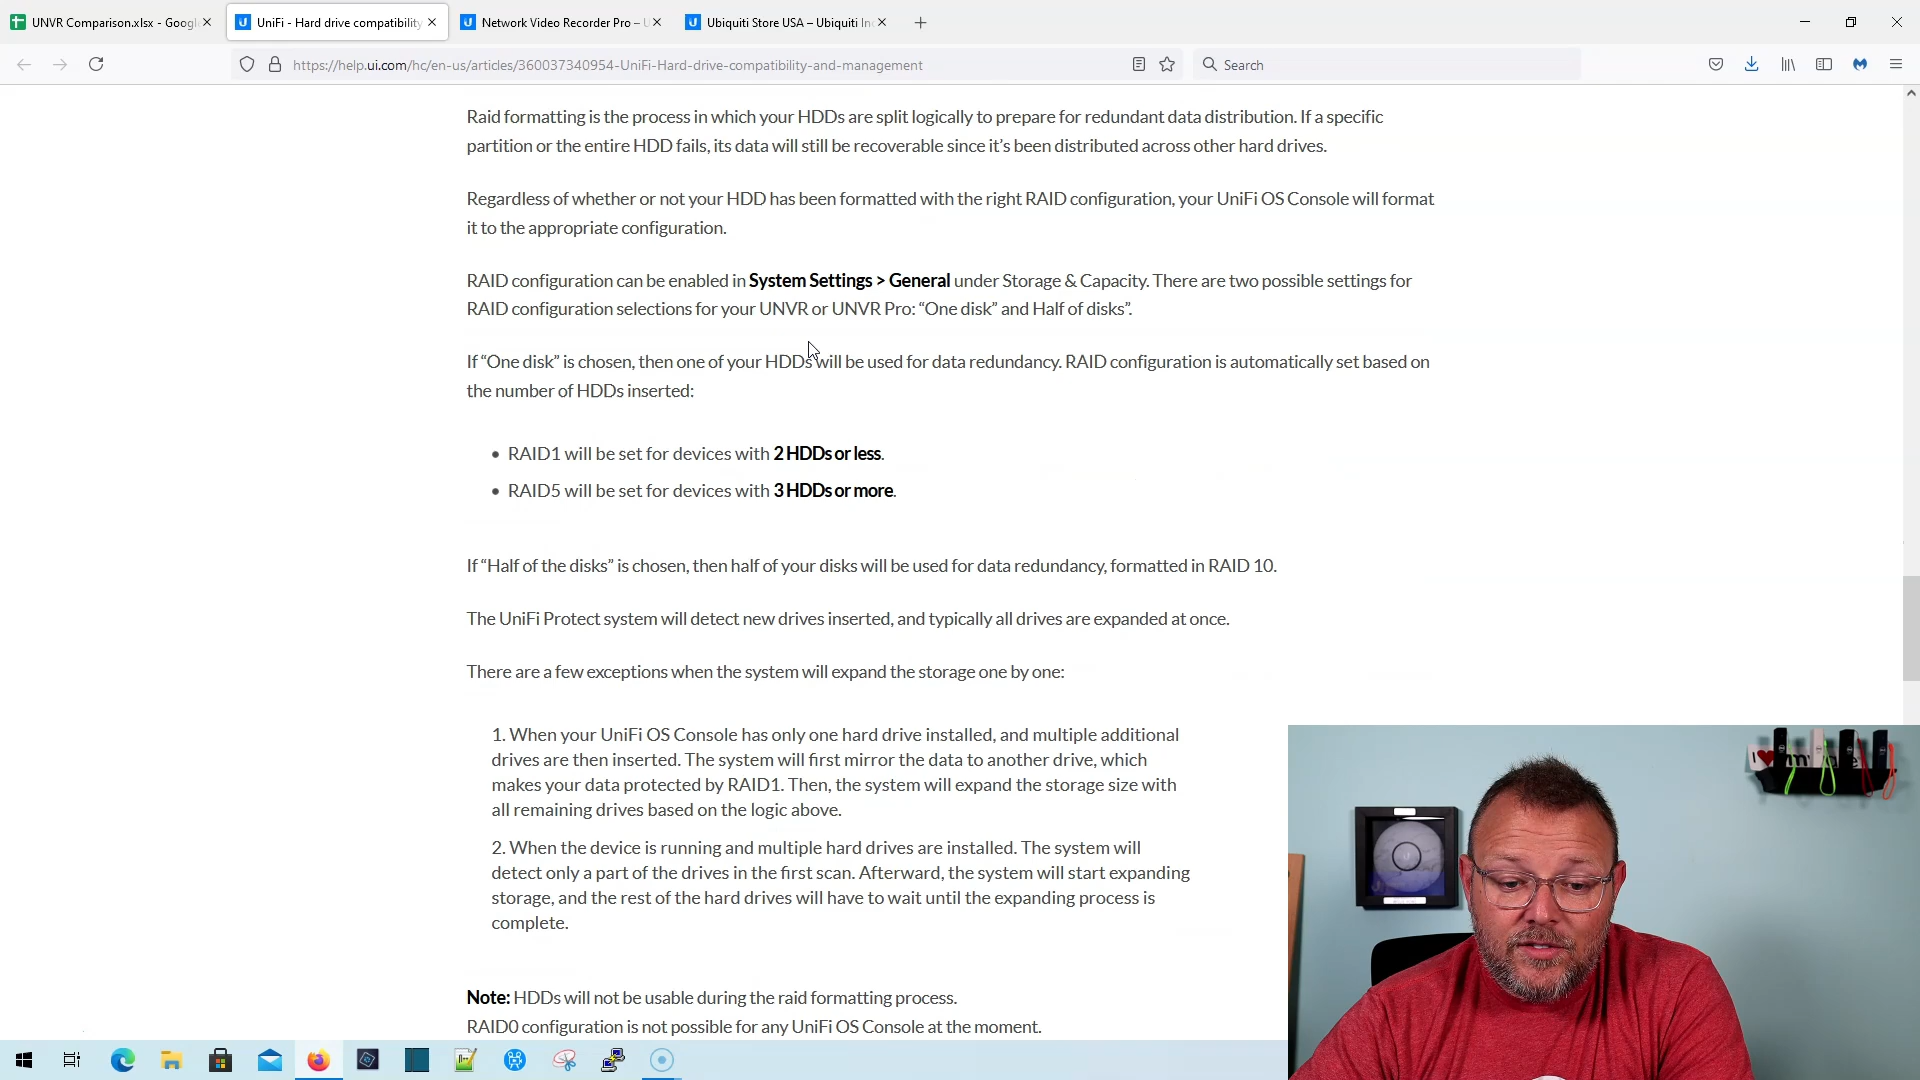 UNVR Comparison.xlsx - Google
UniFi - Hard drive compatibility
Network Video Recorder Pro – U
Ubiquiti Store USA – Ubiquiti Inc
https://help.ui.com/hc/en-us/articles/360037340954-UniFi-Hard-drive-compatibility-and-management
Search
Raid formatting is the process in which your HDDs are split logically to prepare for redundant data distribution. If a specific
partition or the entire HDD fails, its data will still be recoverable since it’s been distributed across other hard drives.
Regardless of whether or not your HDD has been formatted with the right RAID configuration, your UniFi OS Console will format
it to the appropriate configuration.
RAID configuration can be enabled in System Settings > General under Storage & Capacity. There are two possible settings for
RAID configuration selections for your UNVR or UNVR Pro: “One disk” and Half of disks”.
If “One disk” is chosen, then one of your HDDs will be used for data redundancy. RAID configuration is automatically set based on
the number of HDDs inserted:
• RAID1 will be set for devices with 2 HDDs or less.
• RAID5 will be set for devices with 3 HDDs or more.
If “Half of the disks” is chosen, then half of your disks will be used for data redundancy, formatted in RAID 10.
The UniFi Protect system will detect new drives inserted, and typically all drives are expanded at once.
There are a few exceptions when the system will expand the storage one by one:
1. When your UniFi OS Console has only one hard drive installed, and multiple additional
drives are then inserted. The system will first mirror the data to another drive, which
makes your data protected by RAID1. Then, the system will expand the storage size with
all remaining drives based on the logic above.
2. When the device is running and multiple hard drives are installed. The system will
detect only a part of the drives in the first scan. Afterward, the system will start expanding
storage, and the rest of the hard drives will have to wait until the expanding process is
complete.
Note: HDDs will not be usable during the raid formatting process.
RAID0 configuration is not possible for any UniFi OS Console at the moment.